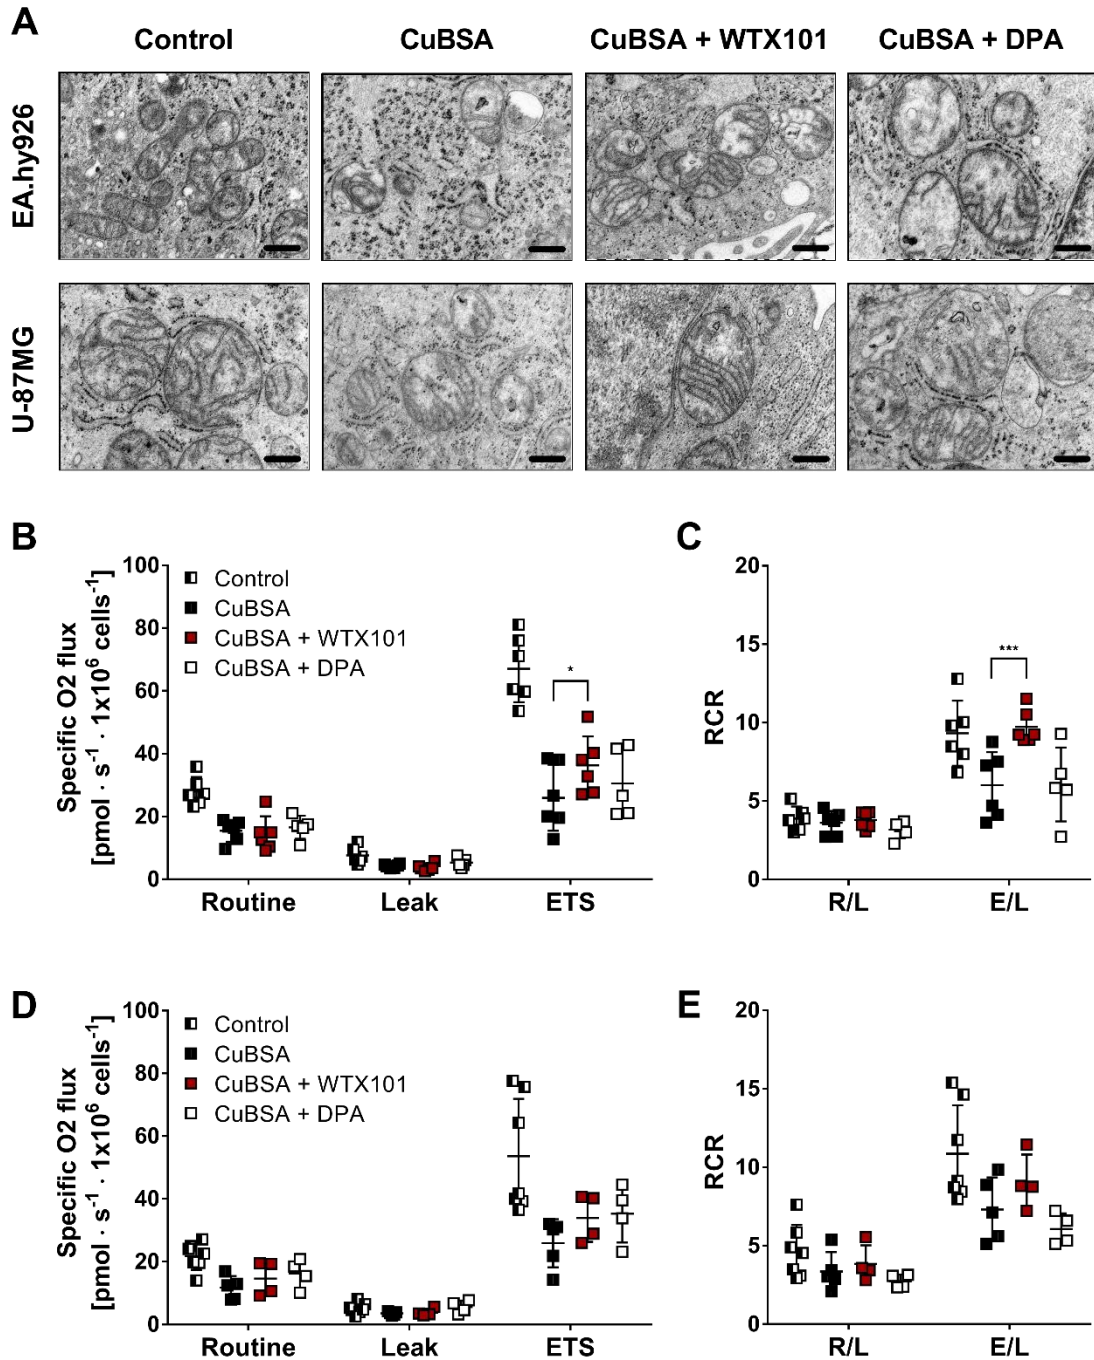 A
Control
CuBSA
CuBSA + WTX101
CuBSA + DPA
EA.hy926
U-87MG
B
Specific O2 flux
[pmol · s⁻¹ · 1x10⁶ cells⁻¹]
100
80
60
40
20
0
Control
CuBSA
CuBSA + WTX101
CuBSA + DPA
*
Routine
Leak
ETS
C
RCR
20
15
10
5
0
***
R/L
E/L
D
Specific O2 flux
[pmol · s⁻¹ · 1x10⁶ cells⁻¹]
100
80
60
40
20
0
Control
CuBSA
CuBSA + WTX101
CuBSA + DPA
Routine
Leak
ETS
E
RCR
20
15
10
5
0
R/L
E/L